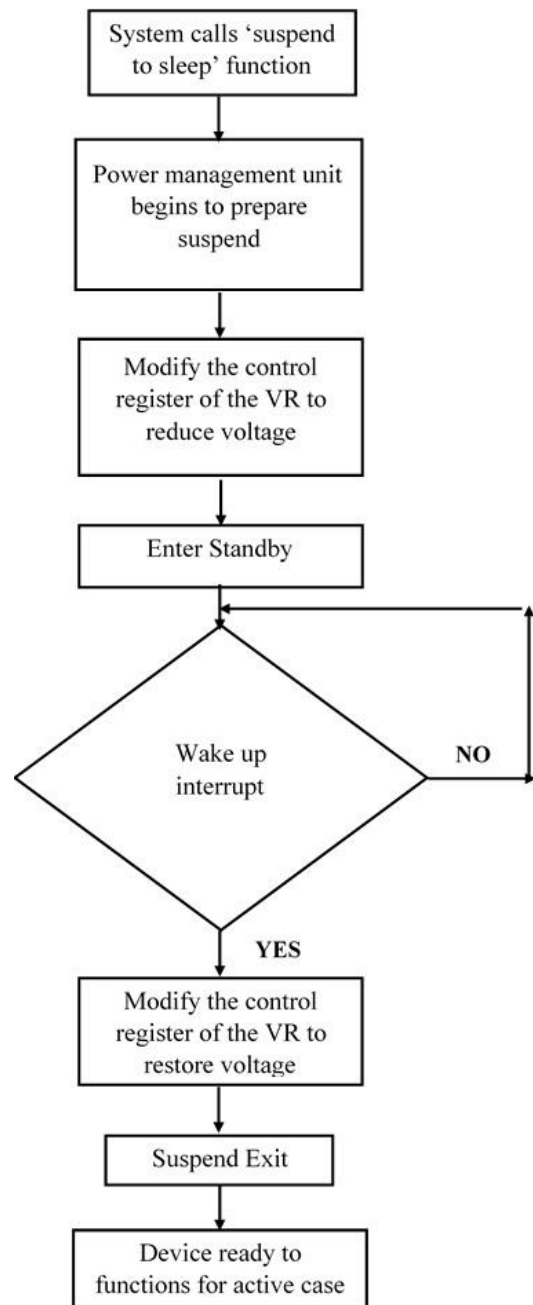 System calls ‘suspend
to sleep’ function
Power management unit
begins to prepare
suspend
Modify the control
register of the VR to
reduce voltage
Enter Standby
Wake up
interrupt
NO
YES
Modify the control
register of the VR to
restore voltage
Suspend Exit
Device ready to
functions for active case